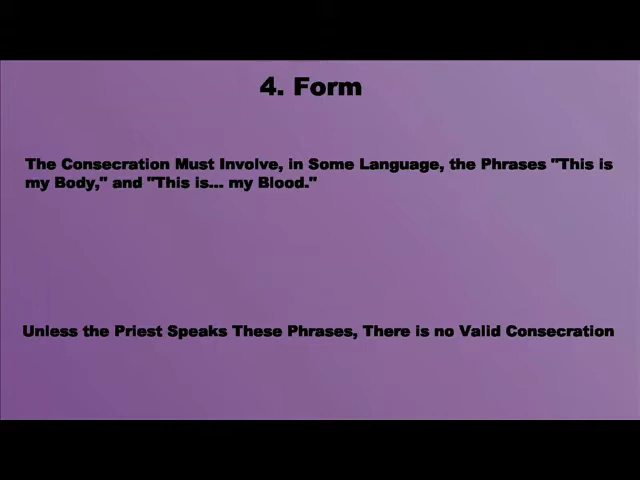 4. Form
The Consecration Must Involve, in Some Language, the Phrases "This is
my Body," and "This is... my Blood."
Unless the Priest Speaks These Phrases, There is no Valid Consecration